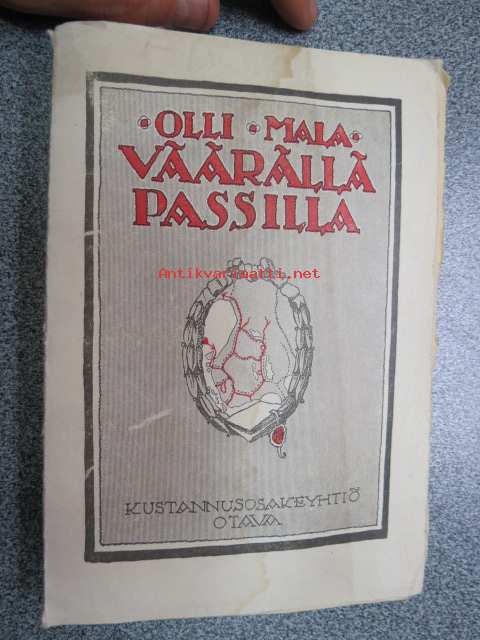 • OLLI • MALA •
VÄÄRÄLLÄ
PASSILLA
Antikvariaatti.net
KUSTANNUSOSAKEYHTIÖ
OTAVA